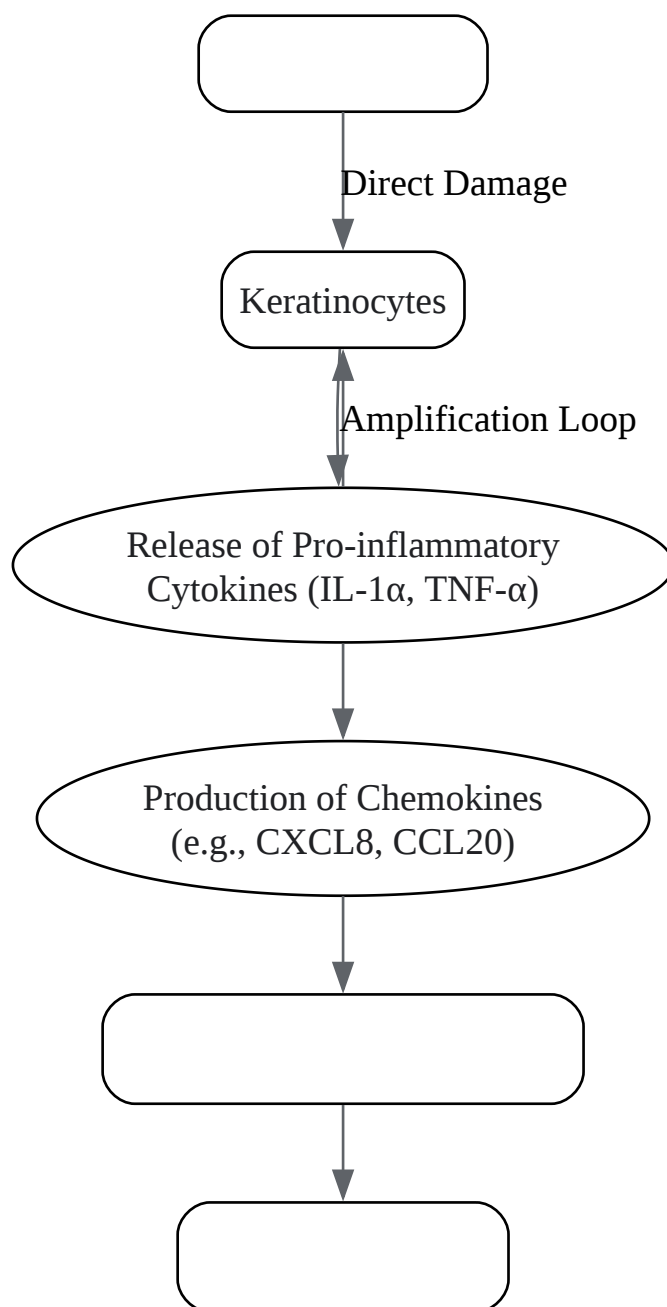 Direct Damage
Keratinocytes
Amplification Loop
Release of Pro-inflammatory
Cytokines (IL-1α, TNF-α)
Production of Chemokines
(e.g., CXCL8, CCL20)